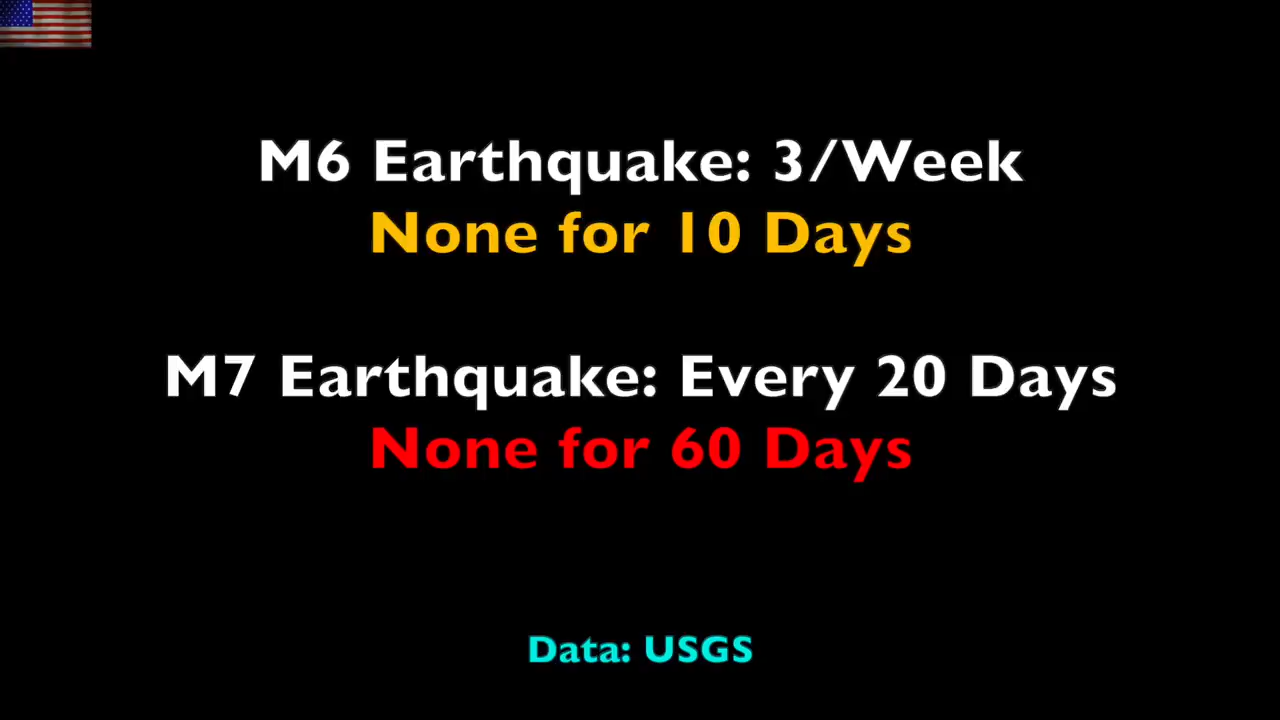 M6 Earthquake: 3/Week
None for 10 Days
M7 Earthquake: Every 20 Days
None for 60 Days
Data: USGS